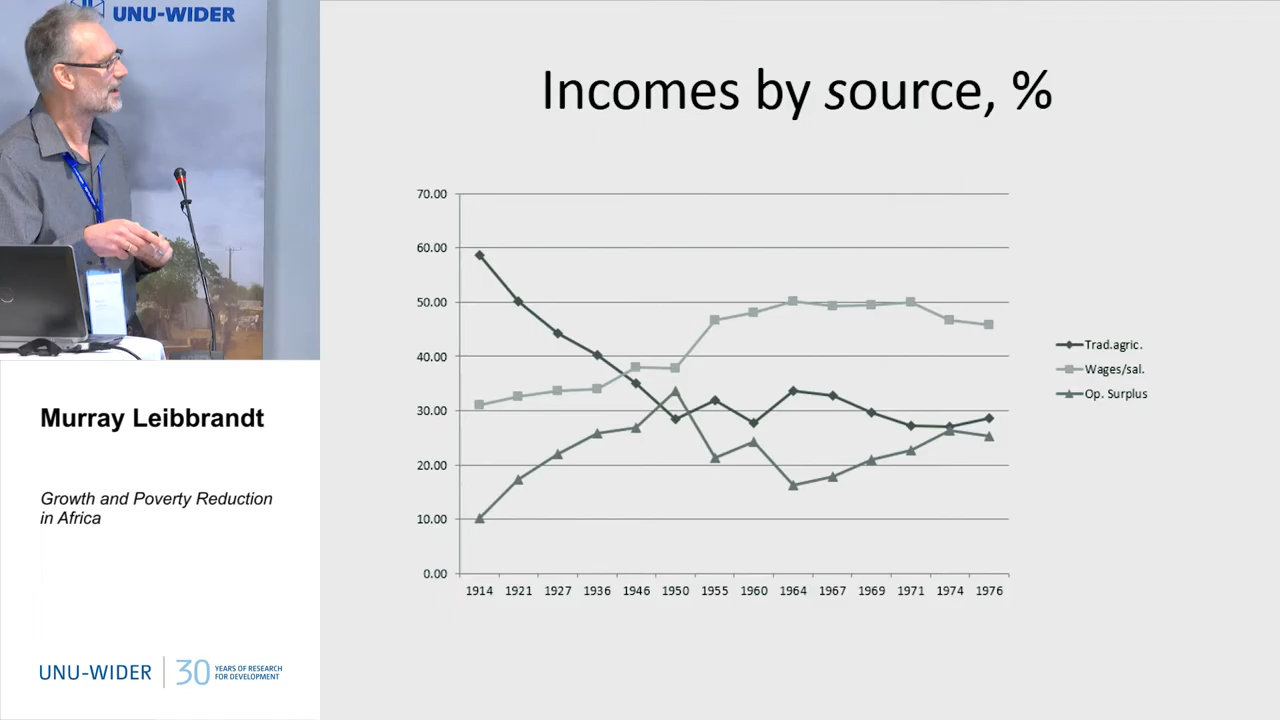 UNU-WIDER
Incomes by source, %
70.00
60.00
50.00
40.00
30.00
20.00
10.00
0.00
1914 1921 1927 1936 1946 1950 1955 1960 1964 1967 1969 1971 1974 1976
Trad.agric.
Wages/sal.
Op. Surplus
Murray Leibbrandt
Growth and Poverty Reduction
in Africa
UNU-WIDER
30 YEARS OF RESEARCH
FOR DEVELOPMENT